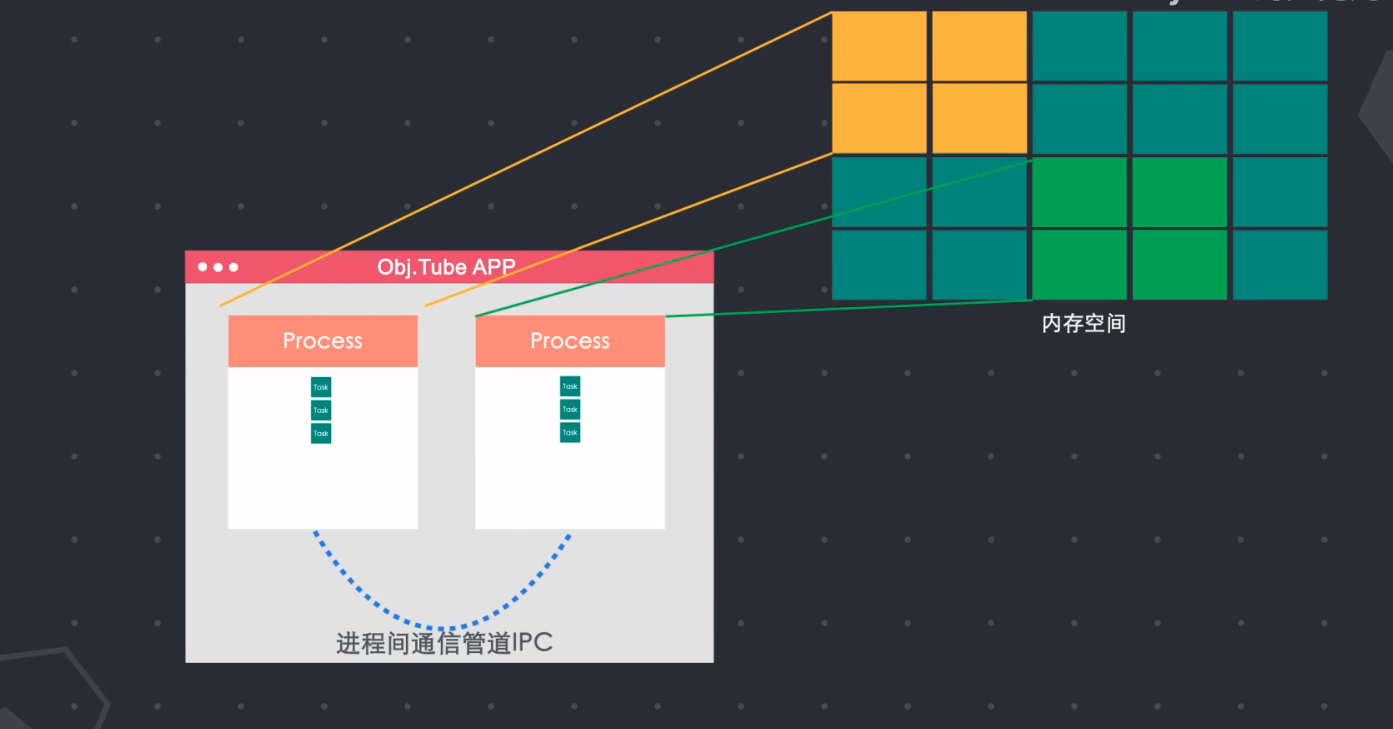 Obj.Tube APP
Process
Process
Task
Task
Task
Task
Task
Task
内存空间
进程间通信管道IPC